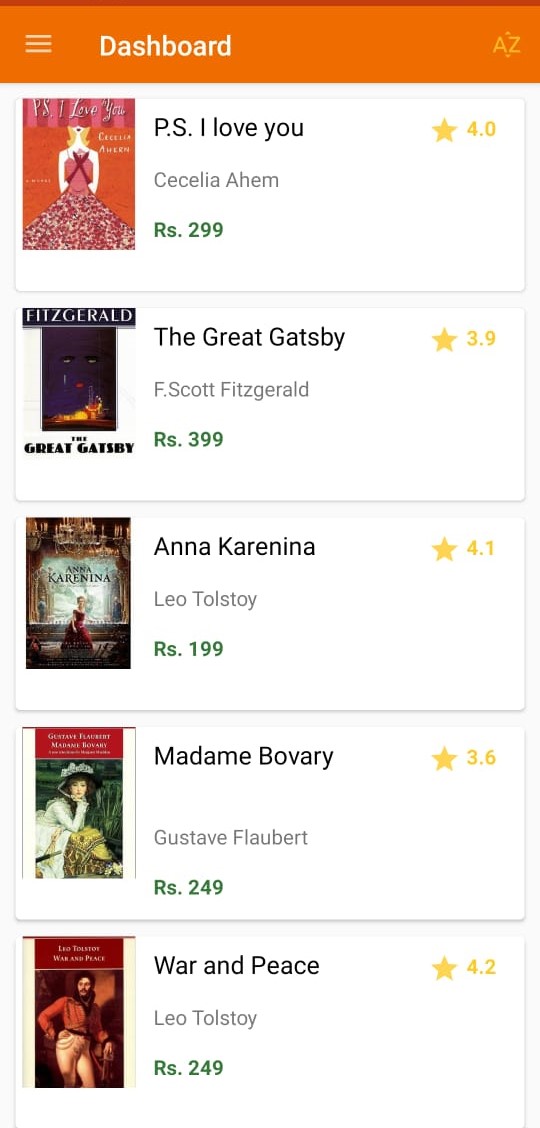 Dashboard
AZ
P.S. I Love You
CECELIA
AHERN
A NOVEL
P.S. I love you
4.0
Cecelia Ahem
Rs. 299
FITZGERALD
THE
GREAT GATSBY
The Great Gatsby
3.9
F.Scott Fitzgerald
Rs. 399
ANNA
KARENINA
Anna Karenina
4.1
Leo Tolstoy
Rs. 199
GUSTAVE FLAUBERT
MADAME BOVARY
Madame Bovary
3.6
Gustave Flaubert
Rs. 249
LEO TOLSTOY
WAR AND PEACE
War and Peace
4.2
Leo Tolstoy
Rs. 249